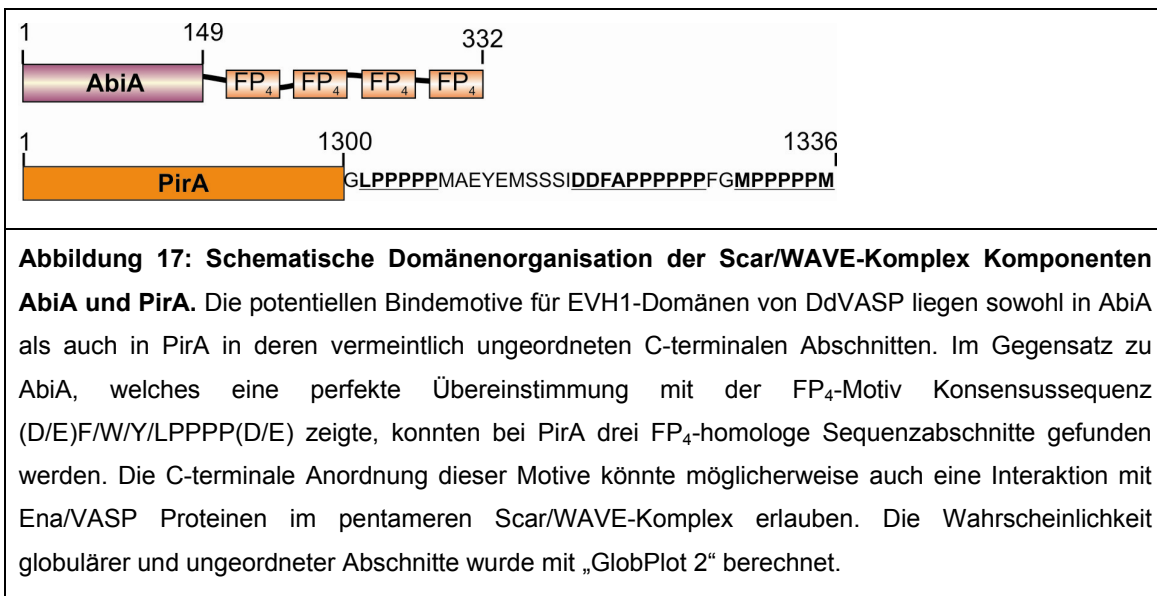 1 149 332
AbiA FP4 FP4 FP4 FP4
1 1300 1336
PirA GLPPPPPMAEYEMSSSIDDFAPPPPPPFGMPPPPPM
Abbildung 17: Schematische Domänenorganisation der Scar/WAVE-Komplex Komponenten
AbiA und PirA. Die potentiellen Bindemotive für EVH1-Domänen von DdVASP liegen sowohl in AbiA
als auch in PirA in deren vermeintlich ungeordneten C-terminalen Abschnitten. Im Gegensatz zu
AbiA, welches eine perfekte Übereinstimmung mit der FP4-Motiv Konsensussequenz
(D/E)F/W/Y/LPPPP(D/E) zeigte, konnten bei PirA drei FP4-homologe Sequenzabschnitte gefunden
werden. Die C-terminale Anordnung dieser Motive könnte möglicherweise auch eine Interaktion mit
Ena/VASP Proteinen im pentameren Scar/WAVE-Komplex erlauben. Die Wahrscheinlichkeit
globulärer und ungeordneter Abschnitte wurde mit „GlobPlot 2“ berechnet.